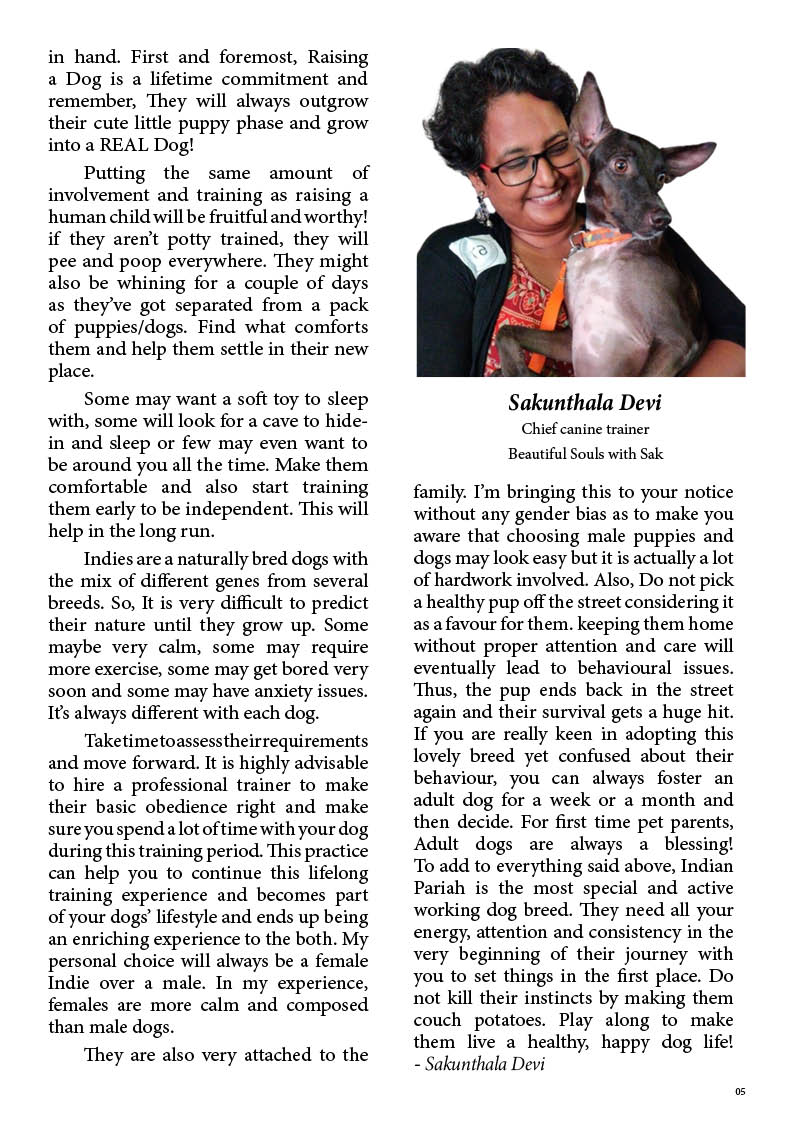 in hand. First and foremost, Raising
a Dog is a lifetime commitment and
remember, They will always outgrow
their cute little puppy phase and grow
into a REAL Dog!
Putting the same amount of
involvement and training as raising a
human child will be fruitful and worthy!
if they aren't potty trained, they will
pee and poop everywhere. They might
also be whining for a couple of days
as they've got separated from a pack
of puppies/dogs. Find what comforts
them and help them settle in their new
place.
Some may want a soft toy to sleep
with, some will look for a cave to hide-
in and sleep or few may even want to
be around you all the time. Make them
comfortable and also start training
them early to be independent. This will
help in the long run.
Indies are a naturally bred dogs with
the mix of different genes from several
breeds. So, It is very difficult to predict
their nature until they grow up. Some
maybe very calm, some may require
more exercise, some may get bored very
soon and some may have anxiety issues.
It's always different with each dog.
Take time to assess their requirements
and move forward. It is highly advisable
to hire a professional trainer to make
their basic obedience right and make
sure you spend a lot of time with your dog
during this training period. This practice
can help you to continue this lifelong
training experience and becomes part
of your dogs' lifestyle and ends up being
an enriching experience to the both. My
personal choice will always be a female
Indie over a male. In my experience,
females are more calm and composed
than male dogs.
They are also very attached to the
Sakunthala Devi
Chief canine trainer
Beautiful Souls with Sak
family. I'm bringing this to your notice
without any gender bias as to make you
aware that choosing male puppies and
dogs may look easy but it is actually a lot
of hardwork involved. Also, Do not pick
a healthy pup off the street considering it
as a favour for them. keeping them home
without proper attention and care will
eventually lead to behavioural issues.
Thus, the pup ends back in the street
again and their survival gets a huge hit.
If you are really keen in adopting this
lovely breed yet confused about their
behaviour, you can always foster an
adult dog for a week or a month and
then decide. For first time pet parents,
Adult dogs are always a blessing!
To add to everything said above, Indian
Pariah is the most special and active
working dog breed. They need all your
energy, attention and consistency in the
very beginning of their journey with
you to set things in the first place. Do
not kill their instincts by making them
couch potatoes. Play along to make
them live a healthy, happy dog life!
- Sakunthala Devi
05